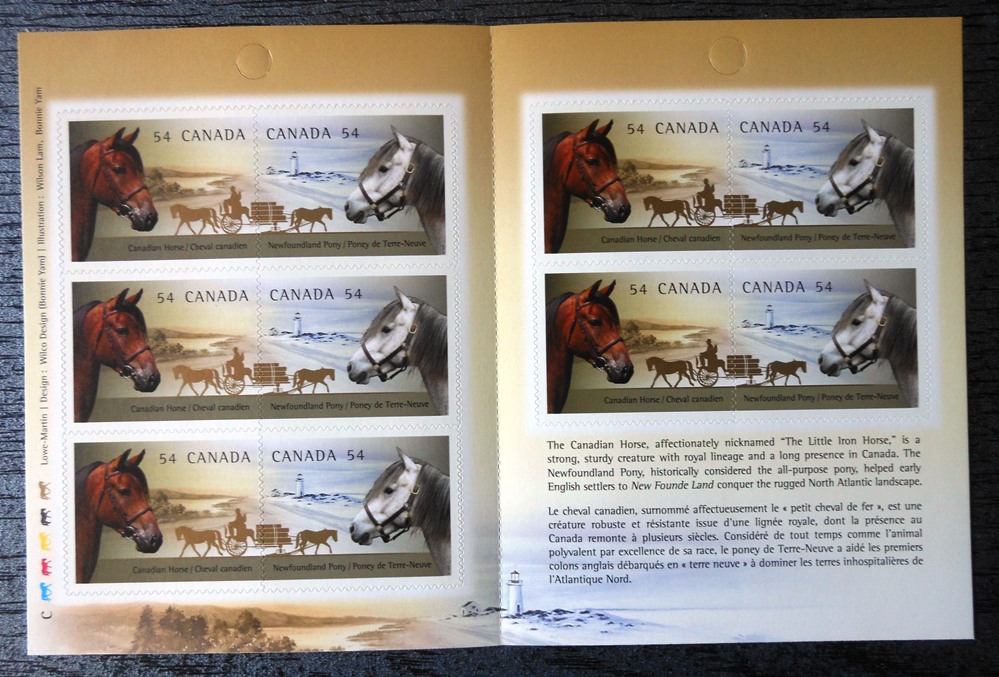 Lowe-Martin | Design : Wilco Design (Bonnie Yam) | Illustration : Wilson Lam, Bonnie Yam
C
54 CANADA CANADA 54
Canadian Horse / Cheval canadien Newfoundland Pony / Poney de Terre-Neuve
54 CANADA CANADA 54
Canadian Horse / Cheval canadien Newfoundland Pony / Poney de Terre-Neuve
54 CANADA CANADA 54
Canadian Horse / Cheval canadien Newfoundland Pony / Poney de Terre-Neuve
54 CANADA CANADA 54
Canadian Horse / Cheval canadien Newfoundland Pony / Poney de Terre-Neuve
54 CANADA CANADA 54
Canadian Horse / Cheval canadien Newfoundland Pony / Poney de Terre-Neuve
The Canadian Horse, affectionately nicknamed “The Little Iron Horse,” is a
strong, sturdy creature with royal lineage and a long presence in Canada. The
Newfoundland Pony, historically considered the all-purpose pony, helped early
English settlers to New Founde Land conquer the rugged North Atlantic landscape.
Le cheval canadien, surnommé affectueusement le « petit cheval de fer », est une
créature robuste et résistante issue d’une lignée royale, dont la présence au
Canada remonte à plusieurs siècles. Considéré de tout temps comme l’animal
polyvalent par excellence de sa race, le poney de Terre-Neuve a aidé les premiers
colons anglais débarqués en « terre neuve » à dominer les terres inhospitalières de
l’Atlantique Nord.